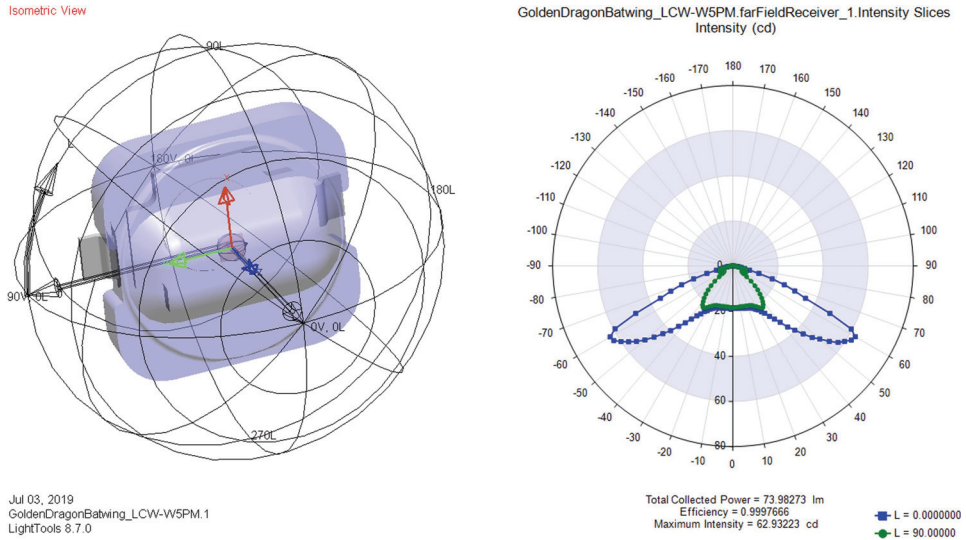 Isometric View
90L
L
180V, 0L
180L
X
Z
90V, 0L
0V, 0L
270L
Jul 03, 2019
GoldenDragonBatwing_LCW-W5PM.1
LightTools 8.7.0
GoldenDragonBatwing_LCW-W5PM.farFieldReceiver_1.Intensity Slices
Intensity (cd)
180
-170 170
-160 160
-150 150
-140 140
-130 130
-120 120
-110 110
-100 100
-90 0 90
-80 80
-70 20 70
-60 60
-50 40 50
-40 40
-30 60 30
-20 80 20
-10 0 10
Total Collected Power = 73.98273 lm
Efficiency = 0.9997666
Maximum Intensity = 62.93223 cd
L = 0.0000000
L = 90.00000